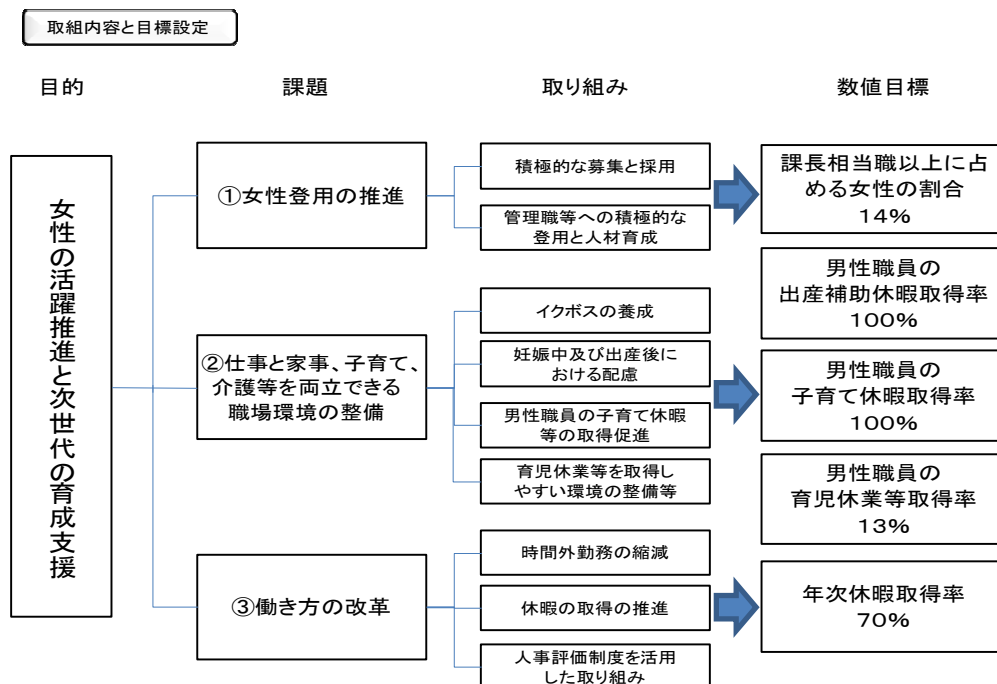 取組内容と目標設定
目的
課題
取り組み
数値目標
女性の活躍推進と次世代の育成支援
①女性登用の推進
積極的な募集と採用
管理職等への積極的な
登用と人材育成
課長相当職以上に占
める女性の割合
14%
②仕事と家事、子育て、
介護等を両立できる
職場環境の整備
イクボスの養成
妊娠中及び出産後に
おける配慮
男性職員の子育て休暇
等の取得促進
育児休業等を取得し
やすい環境の整備等
男性職員の
出産補助休暇取得率
100%
男性職員の
子育て休暇取得率
100%
男性職員の
育児休業等取得率
13%
③働き方の改革
時間外勤務の縮減
休暇の取得の推進
人事評価制度を活用
した取り組み
年次休暇取得率
70%